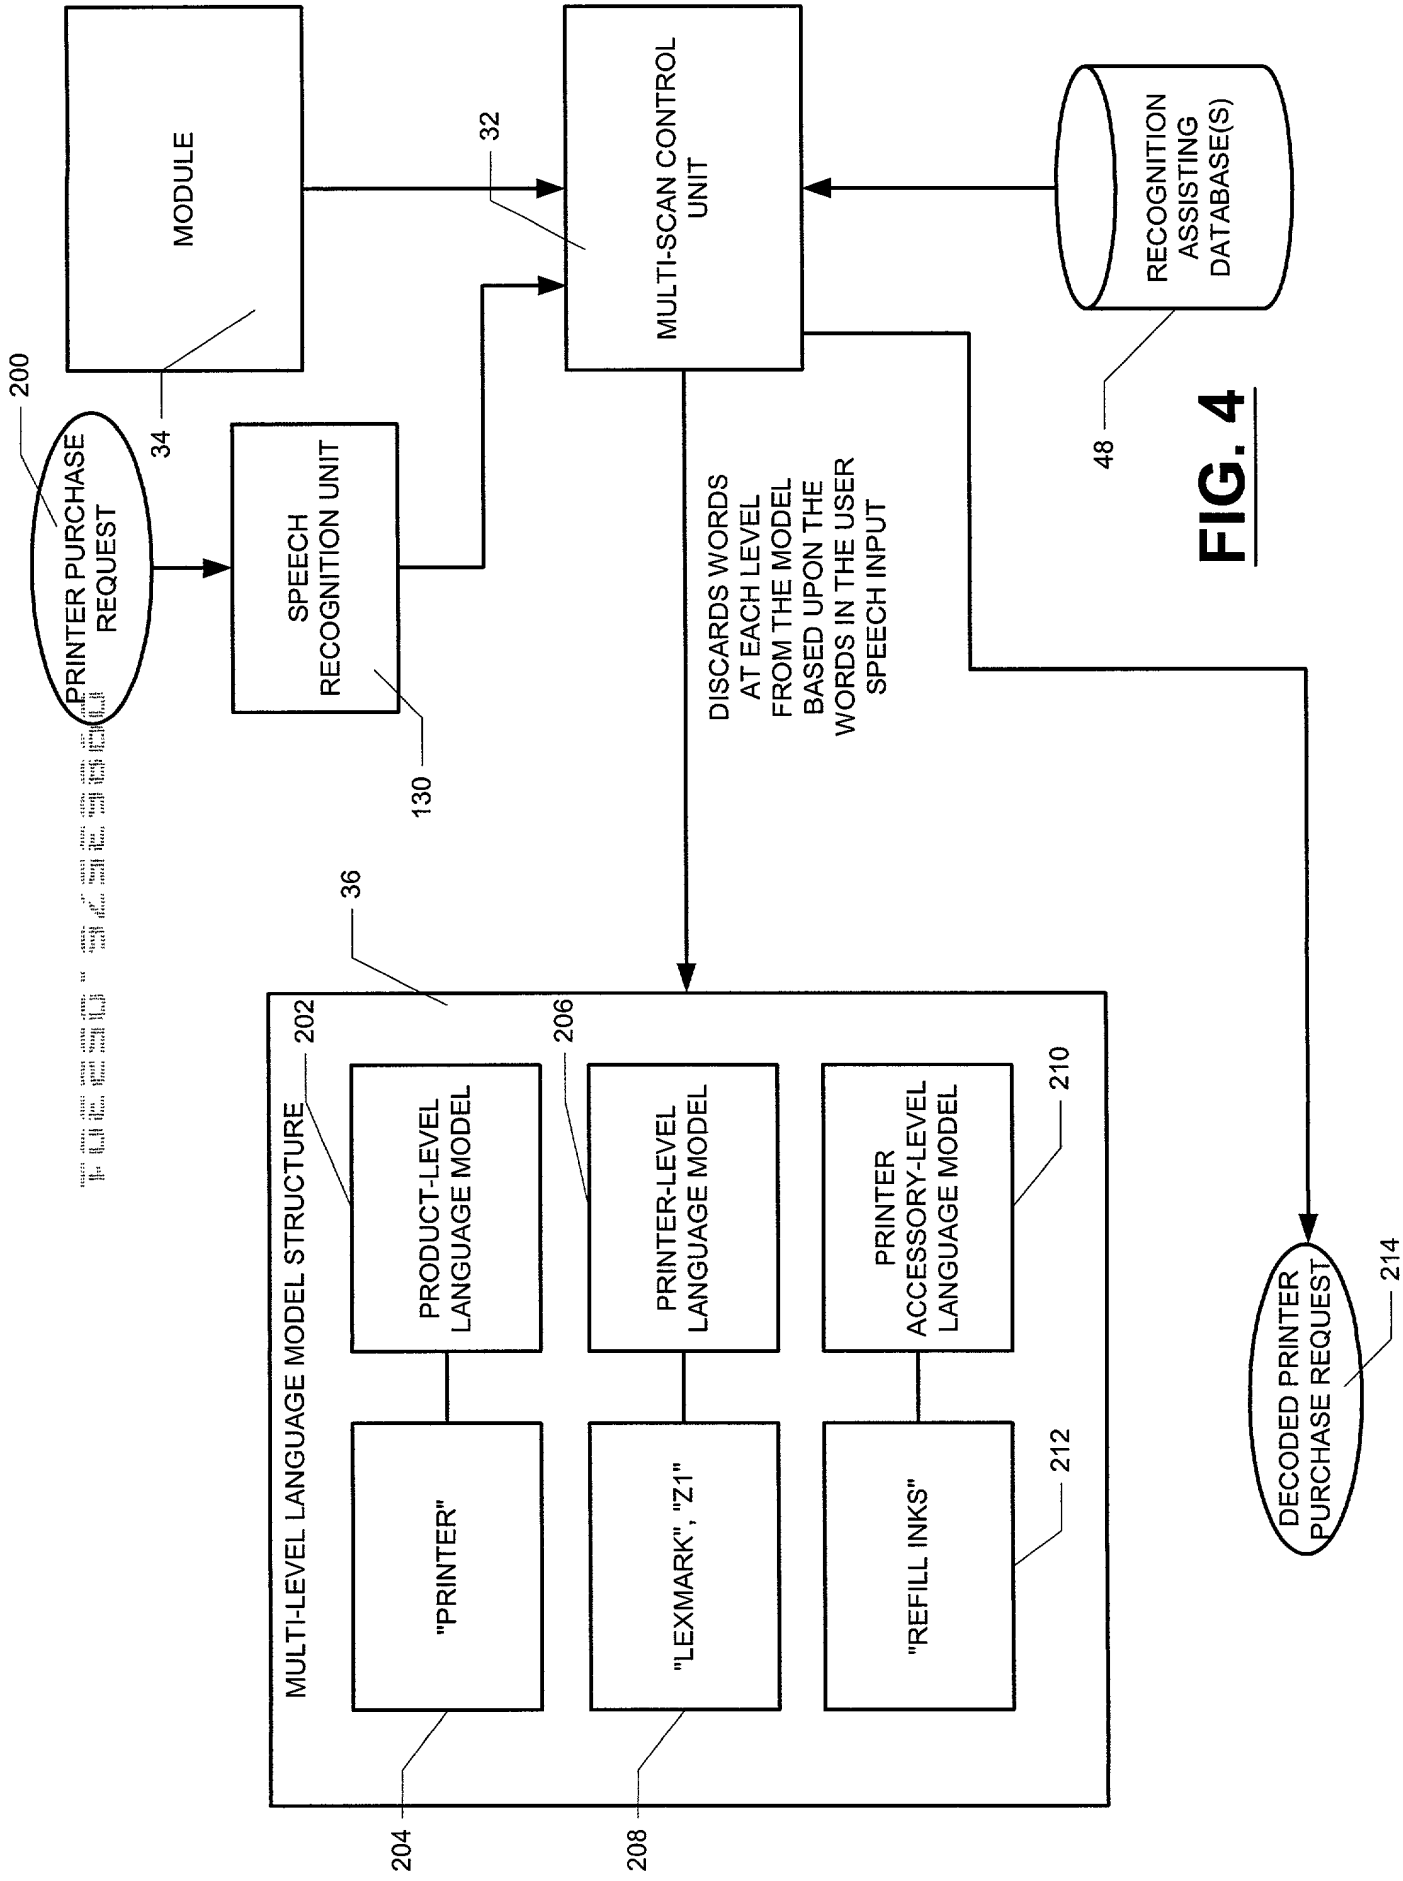 200
PRINTER PURCHASE
REQUEST
34
MODULE
SPEECH
RECOGNITION UNIT
130
32
MULTI-SCAN CONTROL
UNIT
DISCARDS WORDS
AT EACH LEVEL
FROM THE MODEL
BASED UPON THE
WORDS IN THE USER
SPEECH INPUT
RECOGNITION
ASSISTING
DATABASE(S)
48
36
MULTI-LEVEL LANGUAGE MODEL STRUCTURE
202
"PRINTER"
PRODUCT-LEVEL
LANGUAGE MODEL
204
206
"LEXMARK", "Z1"
PRINTER-LEVEL
LANGUAGE MODEL
208
"REFILL INKS"
PRINTER
ACCESSORY-LEVEL
LANGUAGE MODEL
212
210
DECODED PRINTER
PURCHASE REQUEST
214
FIG. 4